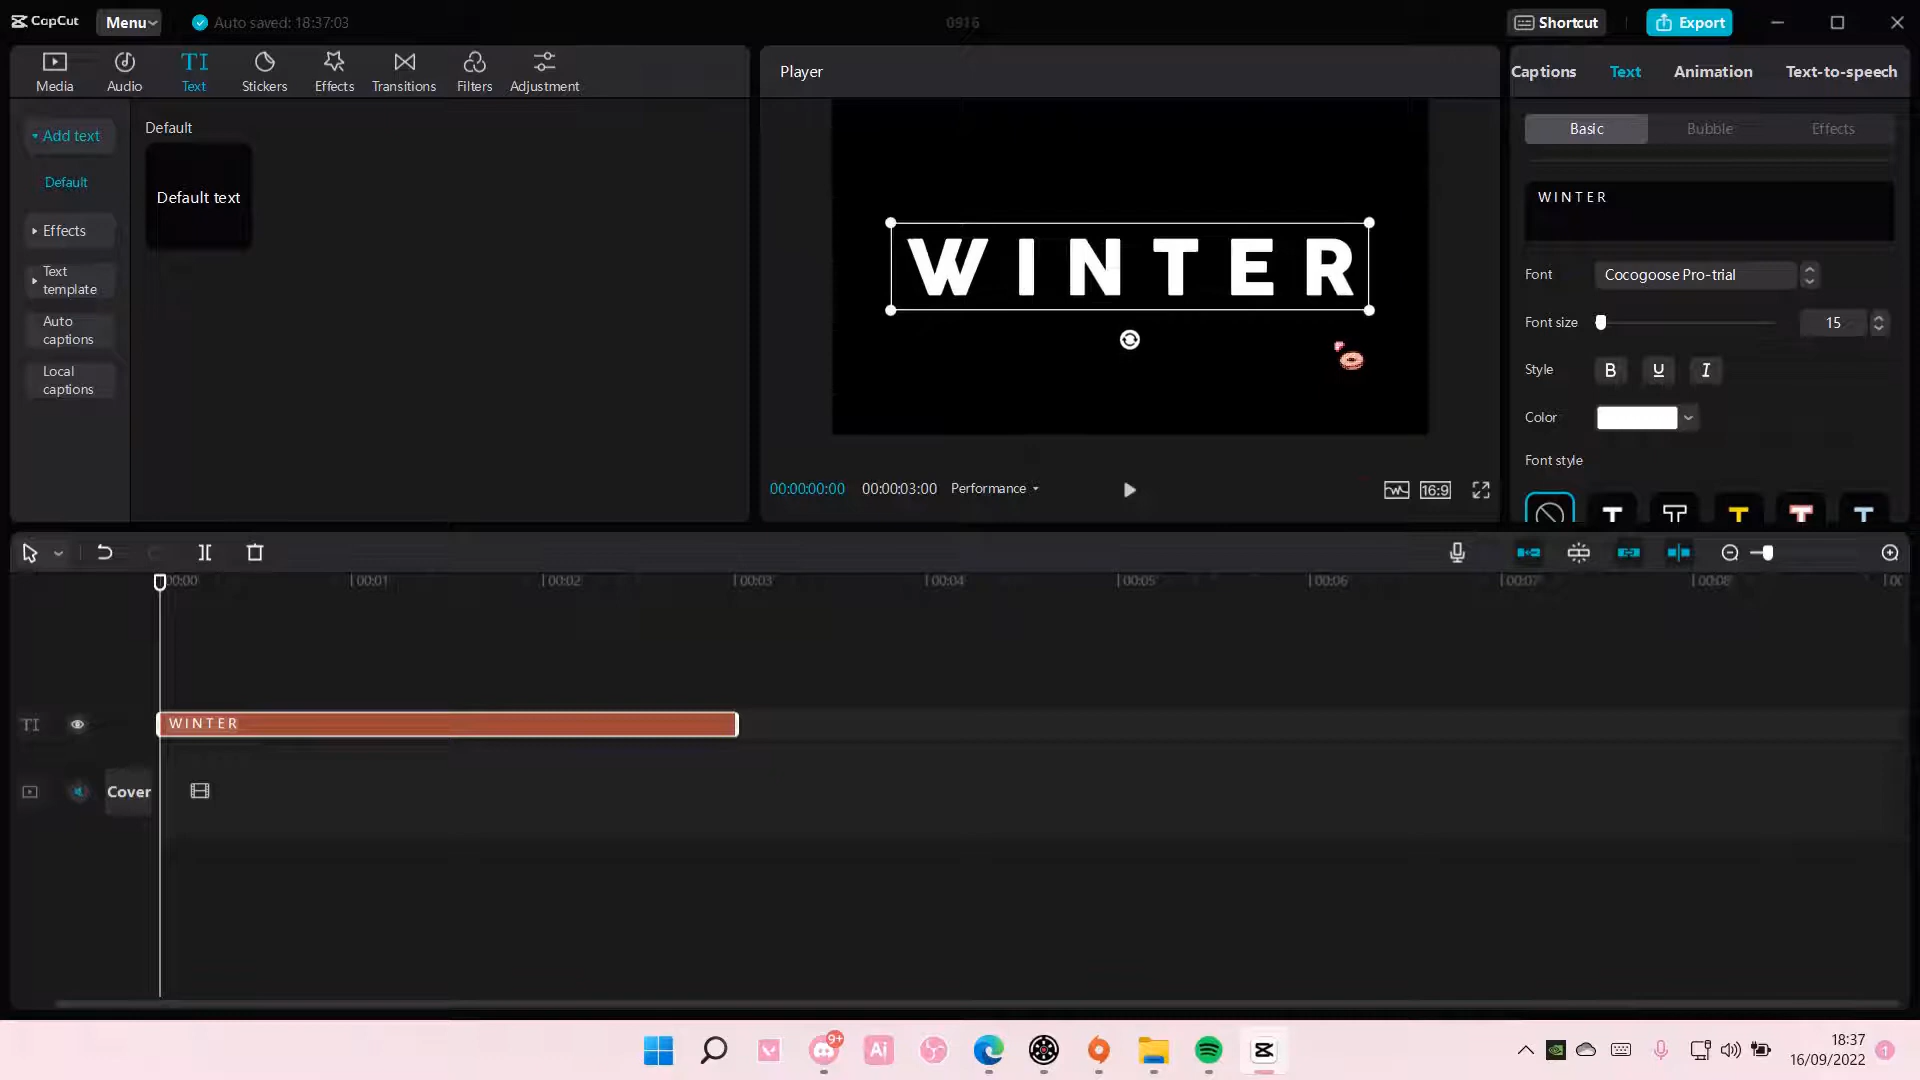 CapCut Menu Auto saved: 18:37:03 0916 Shortcut Export
Media Audio Text Stickers Effects Transitions Filters Adjustment
Player
Captions Text Animation Text-to-speech
Add text
Default
Effects
Text
template
Auto
captions
Local
captions
Default
Default text
WINTER
00:00:00:00 00:00:03:00 Performance 16:9
Basic Bubble Effects
WINTER
Font Cocogoose Pro-trial
Font size 15
Style B U I
Color
Font style
T T T T T
00:00 00:01 00:02 00:03 00:04 00:05 00:06 00:07 00:08
TI WINTER
Cover
9+ Ai
18:37
16/09/2022 1